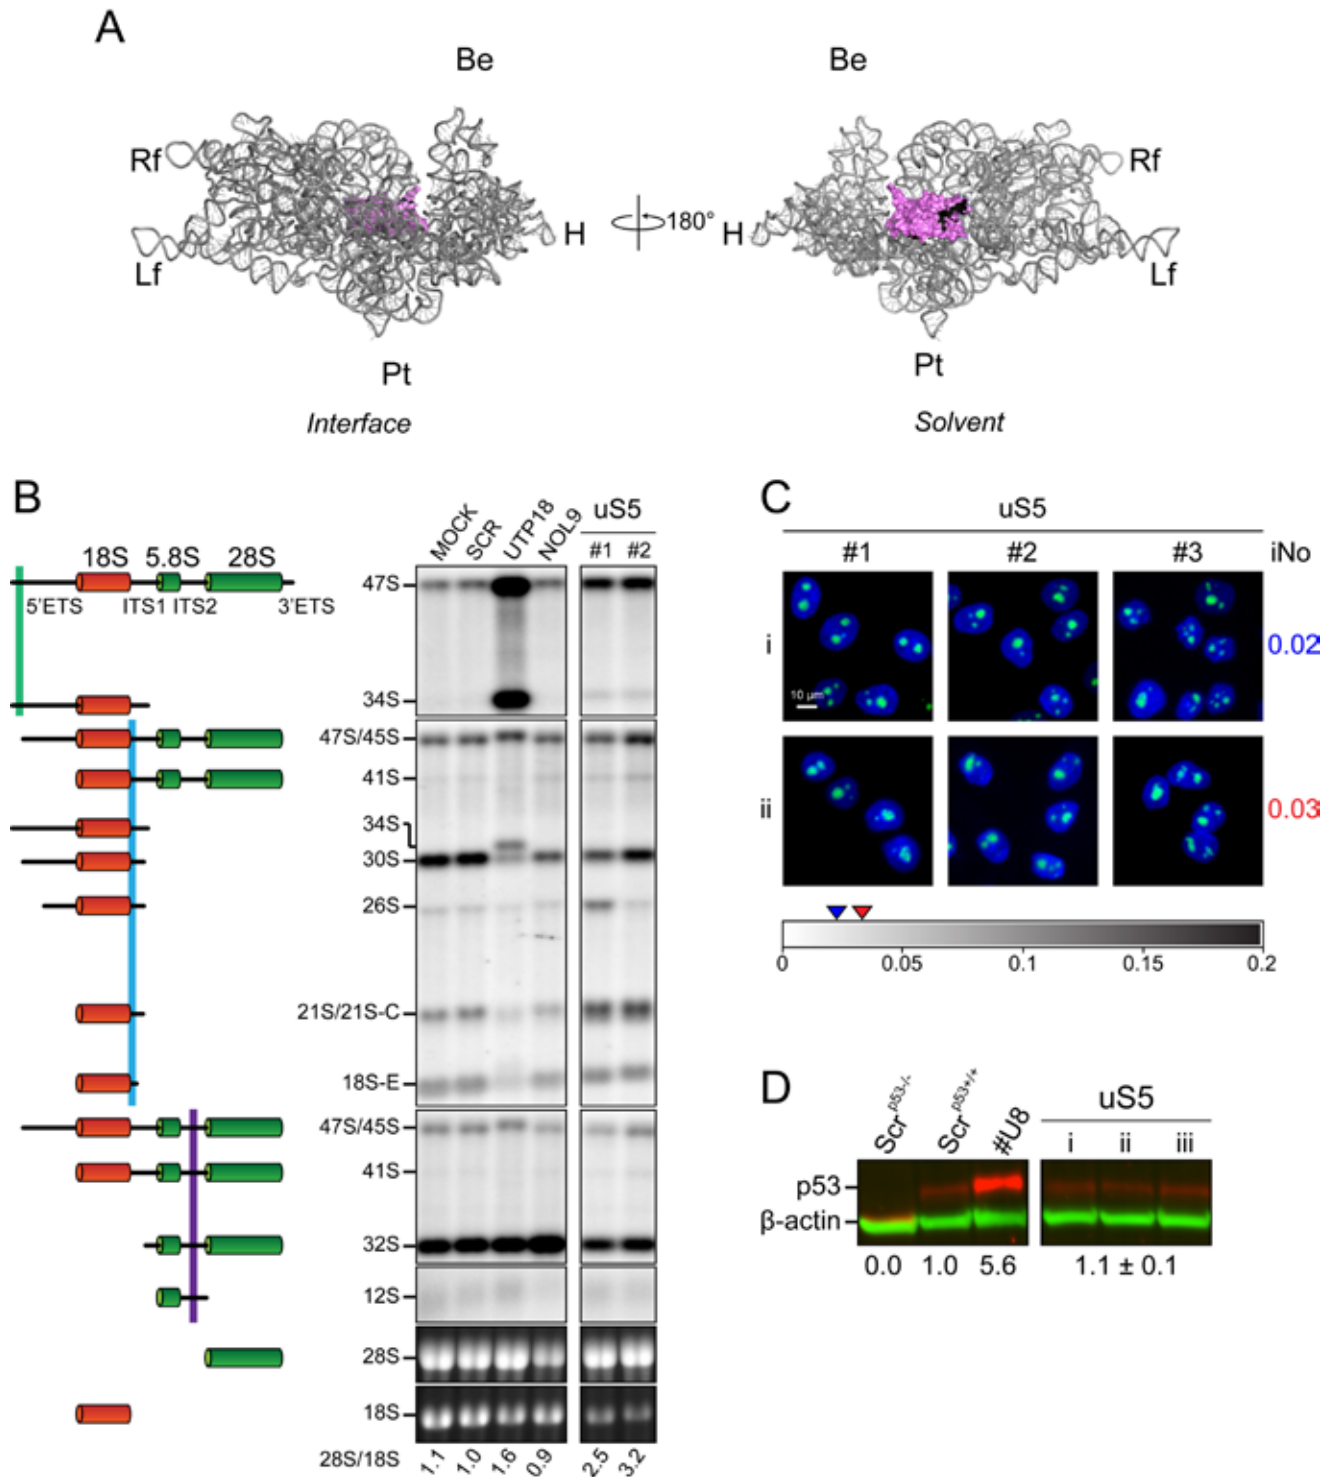 A
Be
Be
Rf
Rf
H
180°
H
Lf
Lf
Pt
Pt
Interface
Solvent
B
C
uS5
MOCK SCR UTP18 NOL9
uS5
#1 #2
#1 #2 #3 iNo
18S 5.8S 28S
5'ETS ITS1 ITS2 3'ETS
47S
34S
47S/45S
41S
34S
30S
26S
21S/21S-C
18S-E
47S/45S
41S
32S
12S
28S
18S
28S/18S 1.1 1.0 1.6 0.9 2.5 3.2
i
10 µm
0.02
ii
0.03
0 0.05 0.1 0.15 0.2
D
Scr p53-/- Scr p53+/+ #U8
uS5
i ii iii
p53
β-actin
0.0 1.0 5.6 1.1 ± 0.1